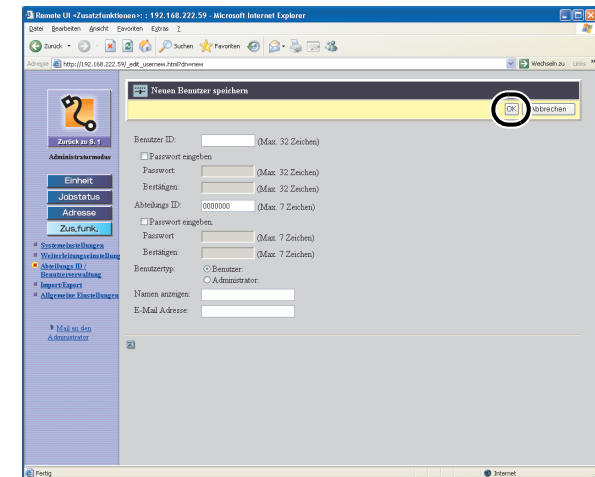 Remote UI <Zusatzfunktionen>: : 192.168.222.59 - Microsoft Internet Explorer
Datei Bearbeiten Ansicht Favoriten Extras ?
Zurück Suchen Favoriten
Adresse http://192.168.222.59/_edit_usernew.html?dn=new Wechseln zu Links »
Neuen Benutzer speichern
OK Abbrechen
Zurück zu S. 1
Administratormodus
Einheit
Jobstatus
Adresse
Zus.funk.
Systemeinstellungen
Weiterleitungseinstellung
Abteilungs ID /
Benutzerverwaltung
Import/Export
Allgemeine Einstellungen
Mail an den
Administrator
Benutzer ID: (Max. 32 Zeichen)
Passwort eingeben
Passwort (Max. 32 Zeichen)
Bestätigen: (Max. 32 Zeichen)
Abteilungs ID: 0000000 (Max. 7 Zeichen)
Passwort eingeben.
Passwort (Max. 7 Zeichen)
Bestätigen: (Max. 7 Zeichen)
Benutzertyp: Benutzer:
Administrator:
Namen anzeigen:
E-Mail Adresse:
Fertig Internet